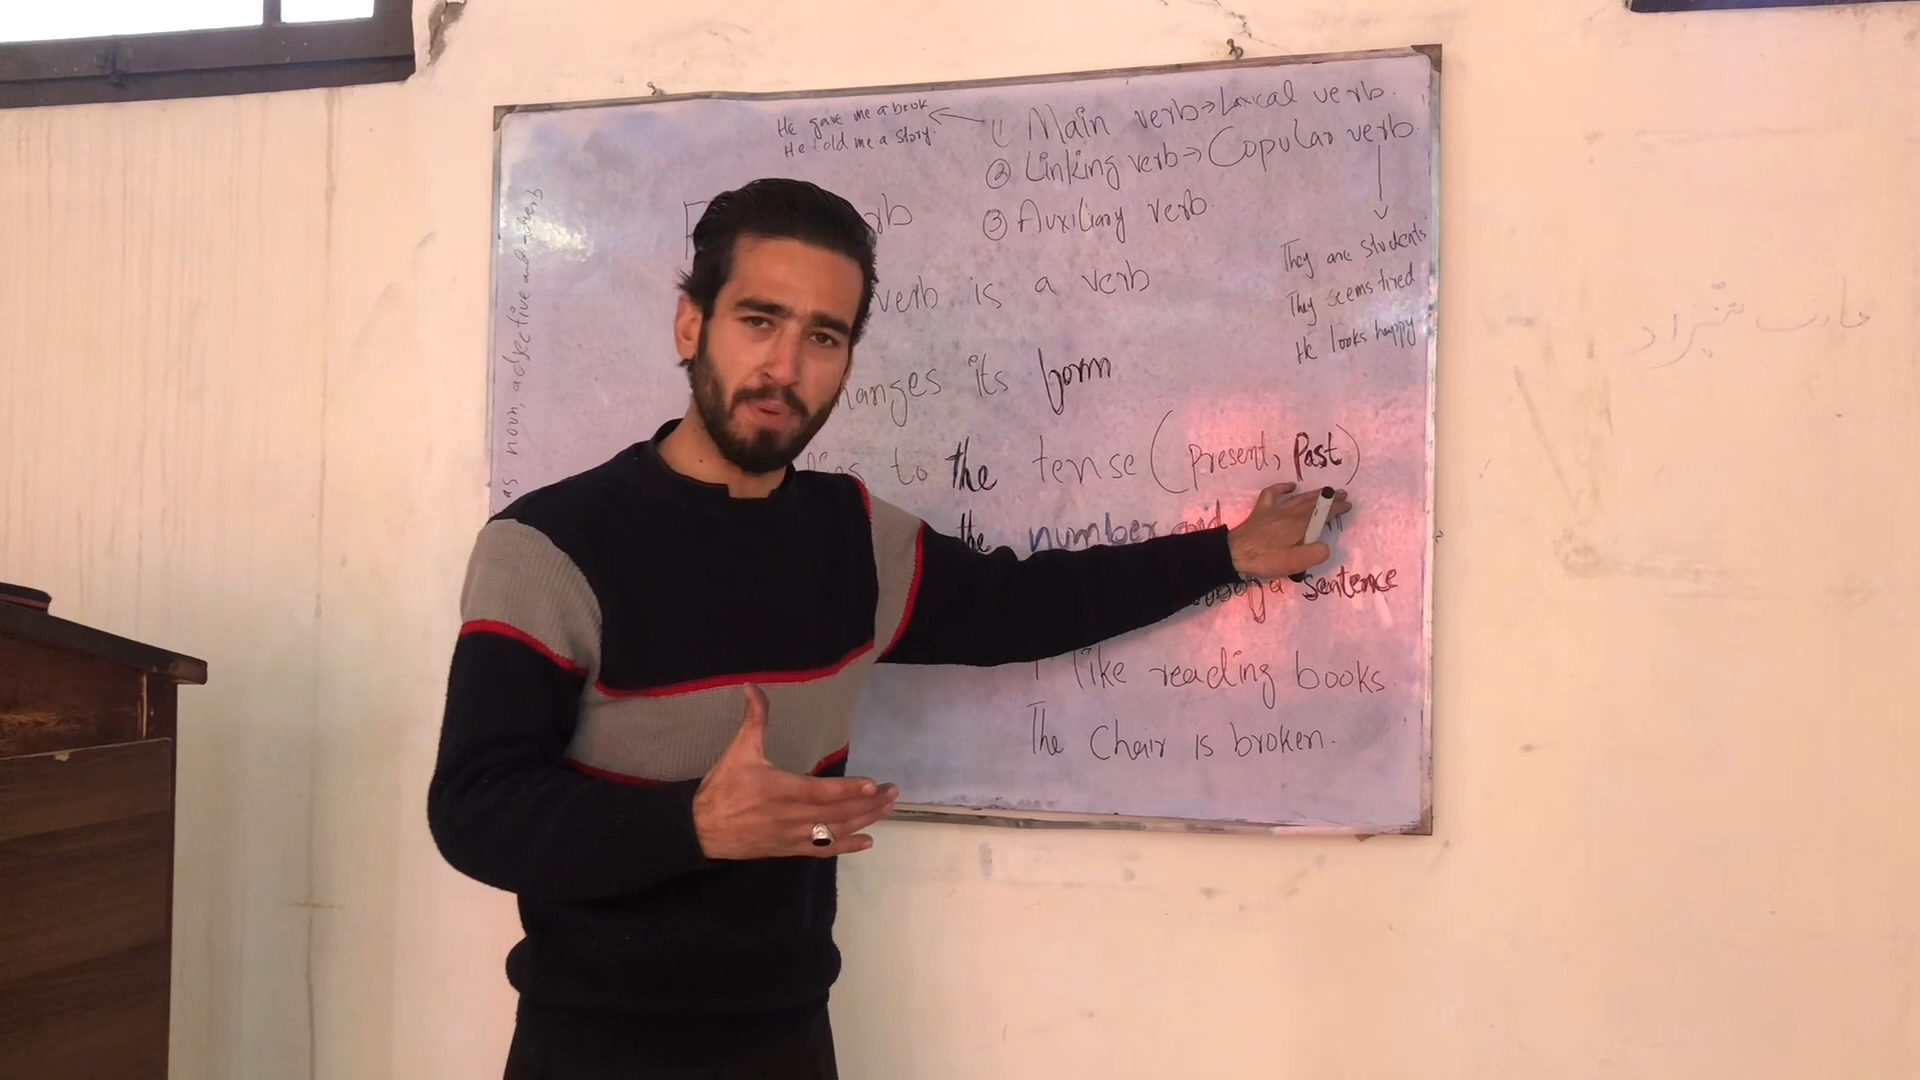 He gave me a book
He told me a story.
① Main verb → Lexical verb.
② Linking verb → Copular verb.
③ Auxiliary verb.
They are students
They seems tired
He looks happy
verb is a verb
changes its form
to the tense (Present, Past)
the number and
of a sentence
I like reading books.
The Chair is broken.
as noun, adjective and adverb